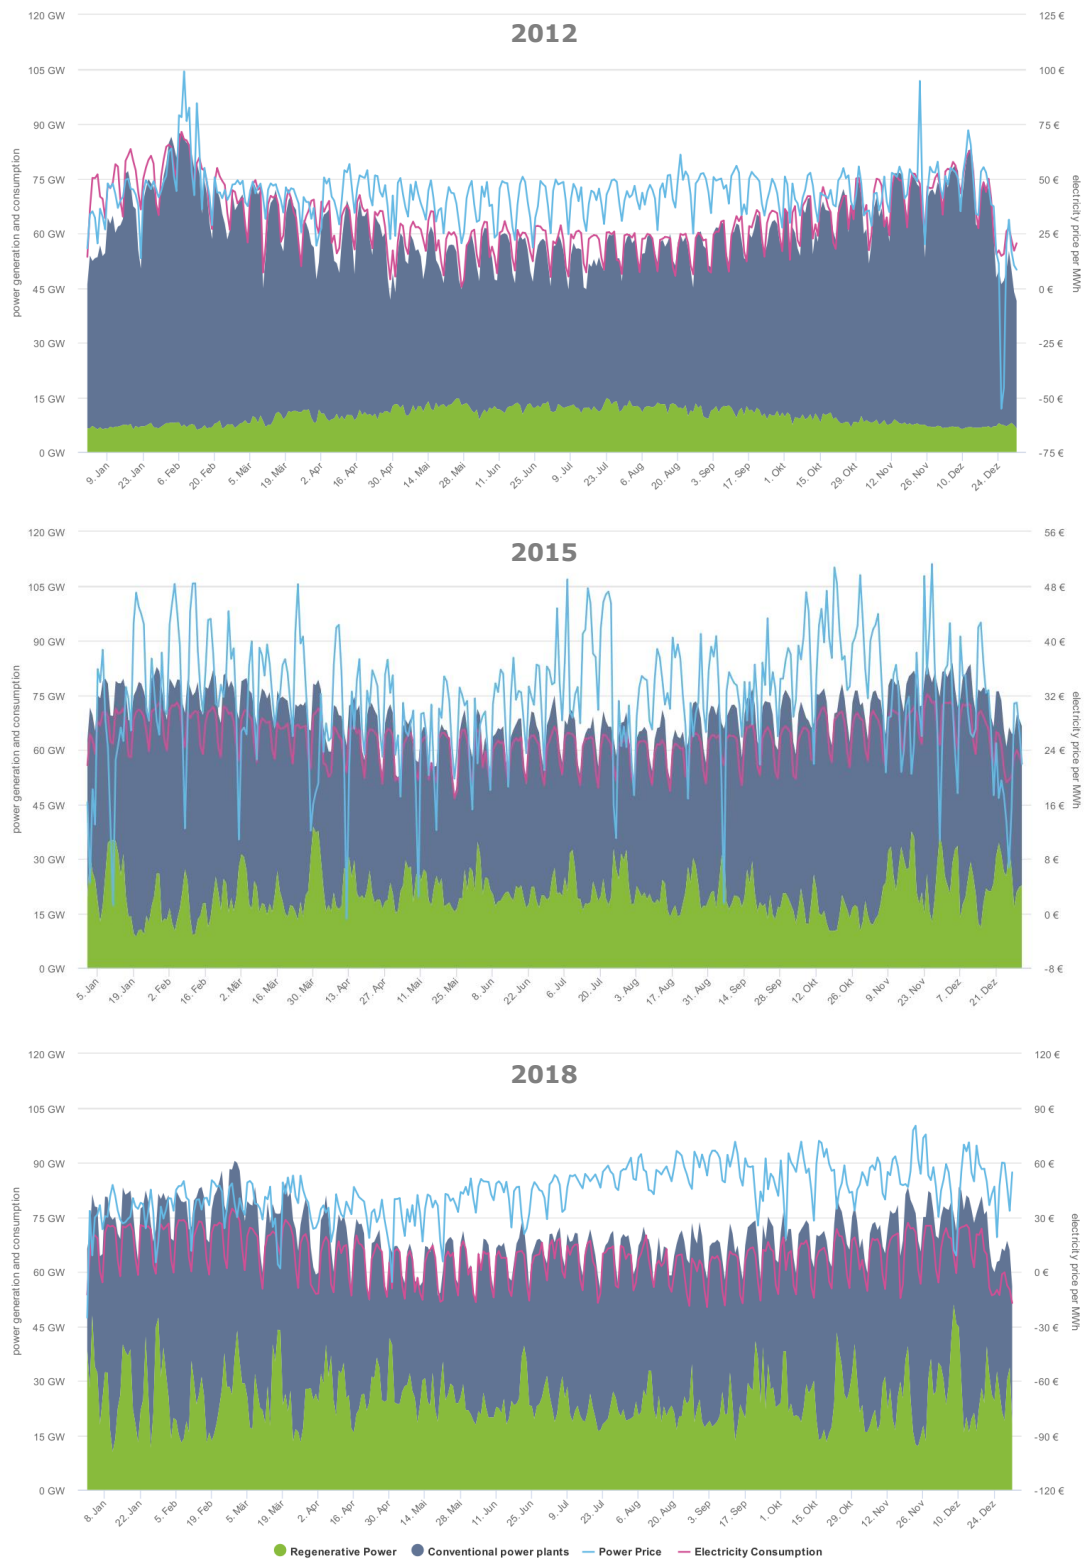 2012
120 GW
105 GW
90 GW
75 GW
60 GW
45 GW
30 GW
15 GW
0 GW
power generation and consumption
125 €
100 €
75 €
50 €
25 €
0 €
-25 €
-50 €
-75 €
electricity price per MWh
9. Jan
23. Jan
6. Feb
20. Feb
5. Mär
19. Mär
2. Apr
16. Apr
30. Apr
14. Mai
28. Mai
11. Jun
25. Jun
9. Jul
23. Jul
6. Aug
20. Aug
3. Sep
17. Sep
1. Okt
15. Okt
29. Okt
12. Nov
26. Nov
10. Dez
24. Dez
2015
120 GW
105 GW
90 GW
75 GW
60 GW
45 GW
30 GW
15 GW
0 GW
power generation and consumption
56 €
48 €
40 €
32 €
24 €
16 €
8 €
0 €
-8 €
electricity price per MWh
5. Jan
19. Jan
2. Feb
16. Feb
2. Mär
16. Mär
30. Mär
13. Apr
27. Apr
11. Mai
25. Mai
8. Jun
22. Jun
6. Jul
20. Jul
3. Aug
17. Aug
31. Aug
14. Sep
28. Sep
12. Okt
26. Okt
9. Nov
23. Nov
7. Dez
21. Dez
2018
120 GW
105 GW
90 GW
75 GW
60 GW
45 GW
30 GW
15 GW
0 GW
power generation and consumption
120 €
90 €
60 €
30 €
0 €
-30 €
-60 €
-90 €
-120 €
electricity price per MWh
8. Jan
22. Jan
5. Feb
19. Feb
5. Mär
19. Mär
2. Apr
16. Apr
30. Apr
14. Mai
28. Mai
11. Jun
25. Jun
9. Jul
23. Jul
6. Aug
20. Aug
3. Sep
17. Sep
1. Okt
15. Okt
29. Okt
12. Nov
26. Nov
10. Dez
24. Dez
Regenerative Power Conventional power plants Power Price Electricity Consumption